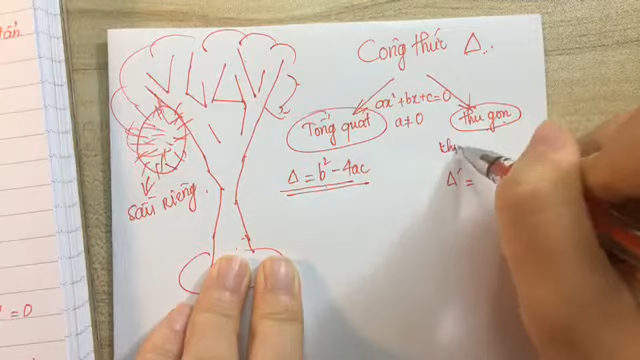 Công thức Δ..
ax²+bx+c=0
a≠0
Tổng quát
thu gọn
Δ = b² - 4ac
Δ' =
Sầu riêng
= 0